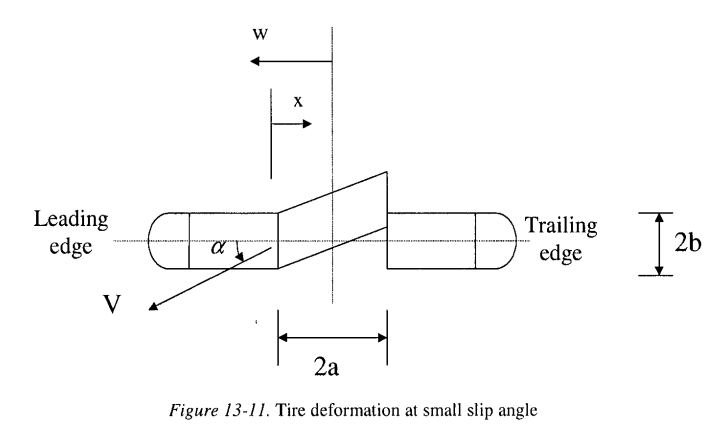 w
x
Leading
edge
α
Trailing
edge
2b
V
2a
Figure 13-11. Tire deformation at small slip angle